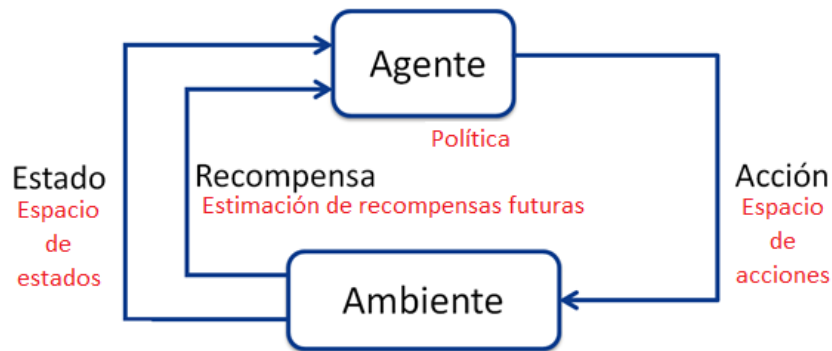 Agente
Política
Estado
Espacio
de
estados
Recompensa
Estimación de recompensas futuras
Acción
Espacio
de
acciones
Ambiente